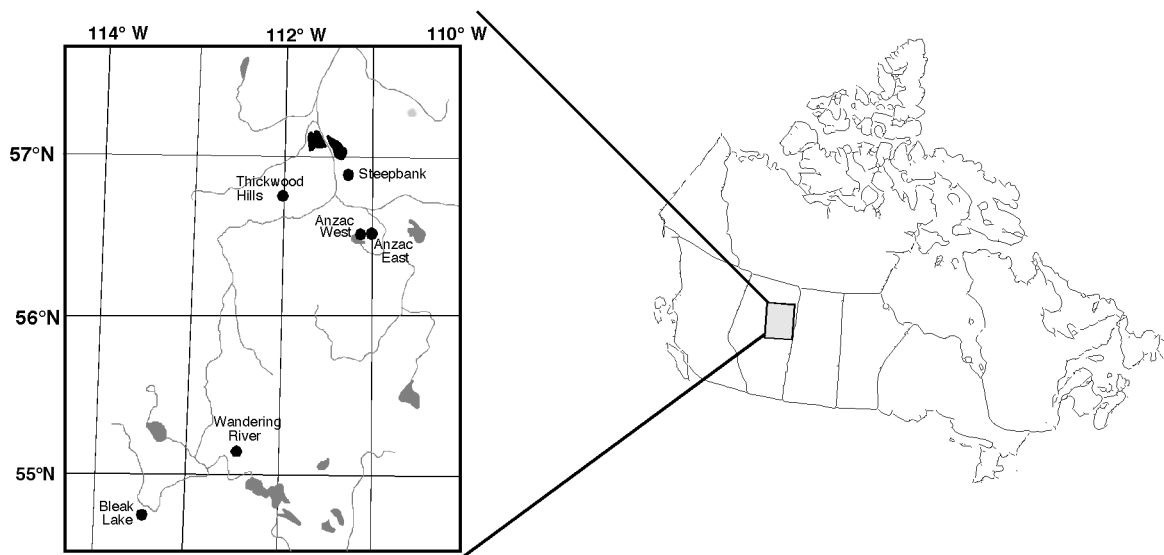 114° W 112° W 110° W
57°N
Steepbank
Thickwood
Hills
Anzac
West
Anzac
East
56°N
Wandering
River
55°N
Bleak
Lake